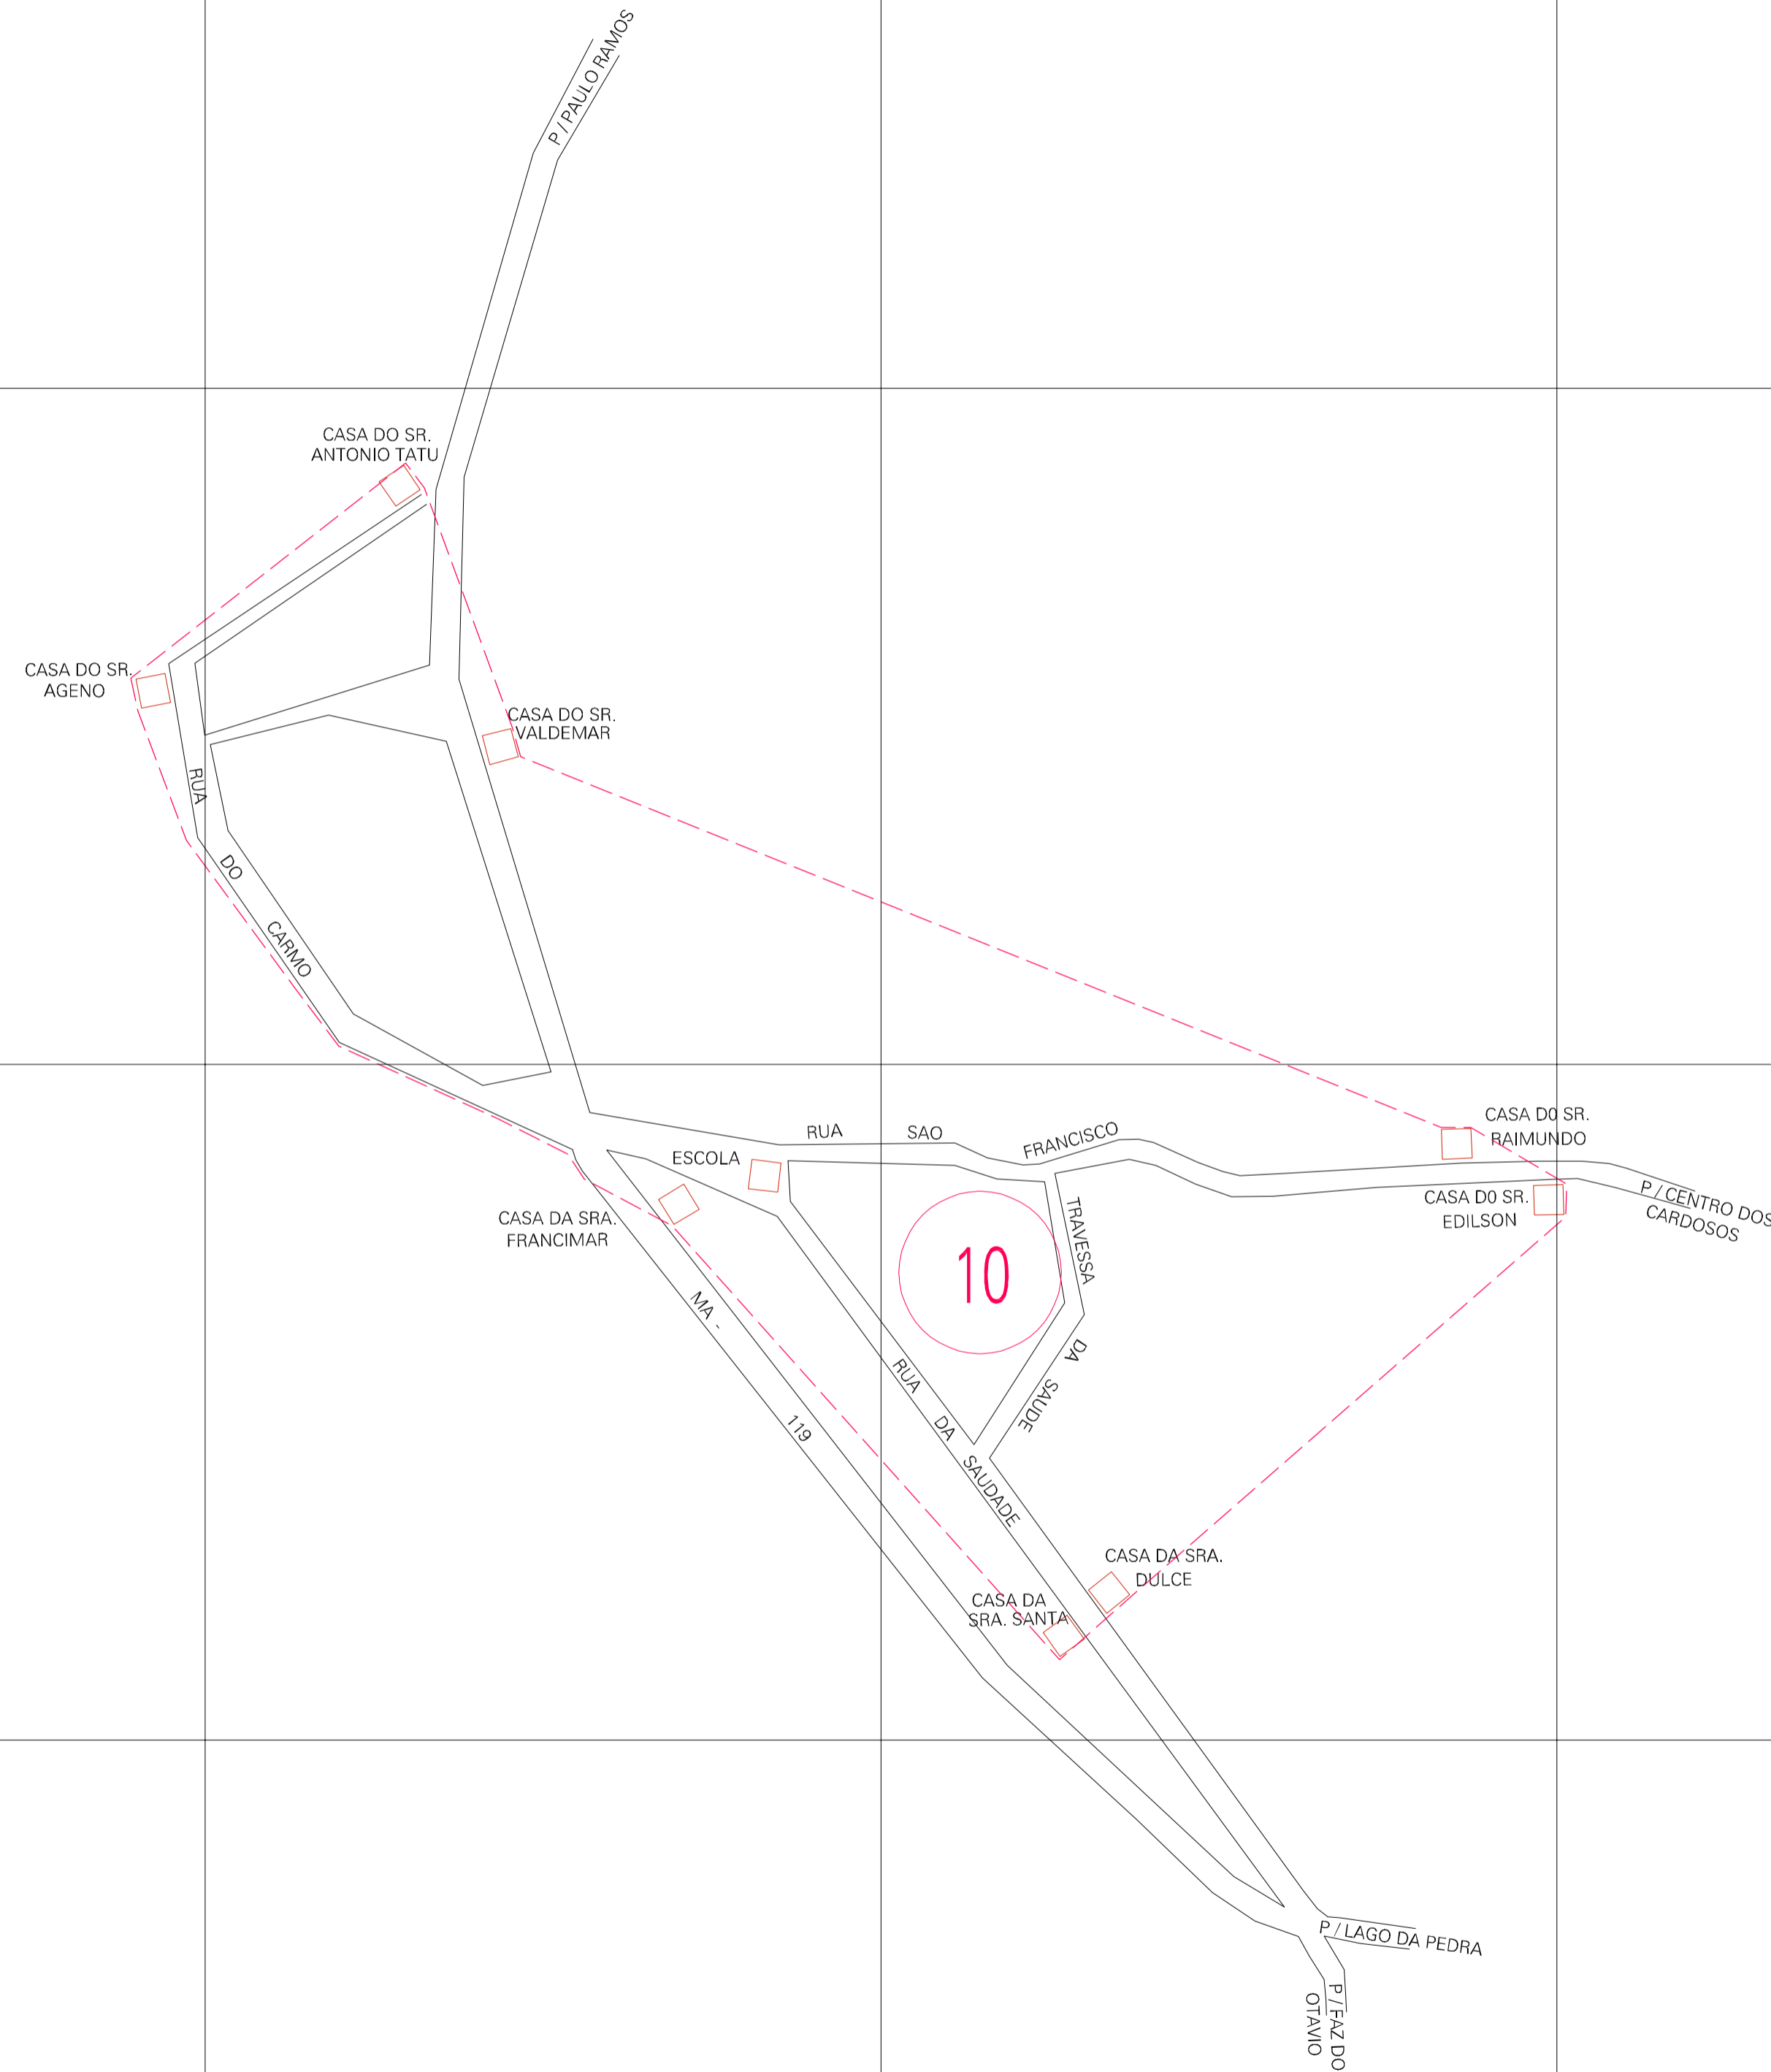 P / PAULO RAMOS
CASA DO SR.
ANTONIO TATU
CASA DO SR.
AGENO
CASA DO SR.
VALDEMAR
RUA
DO
CARMO
CASA D0 SR.
RAIMUNDO
RUA SAO FRANCISCO
ESCOLA
CASA D0 SR.
EDILSON
P / CENTRO DOS
CARDOSOS
CASA DA SRA.
FRANCIMAR
TRAVESSA
DA
SAUDE
10
MA -
119
RUA
DA
SAUDADE
CASA DA SRA.
DULCE
CASA DA
SRA. SANTA
P / LAGO DA PEDRA
P / FAZ DO
OTAVIO